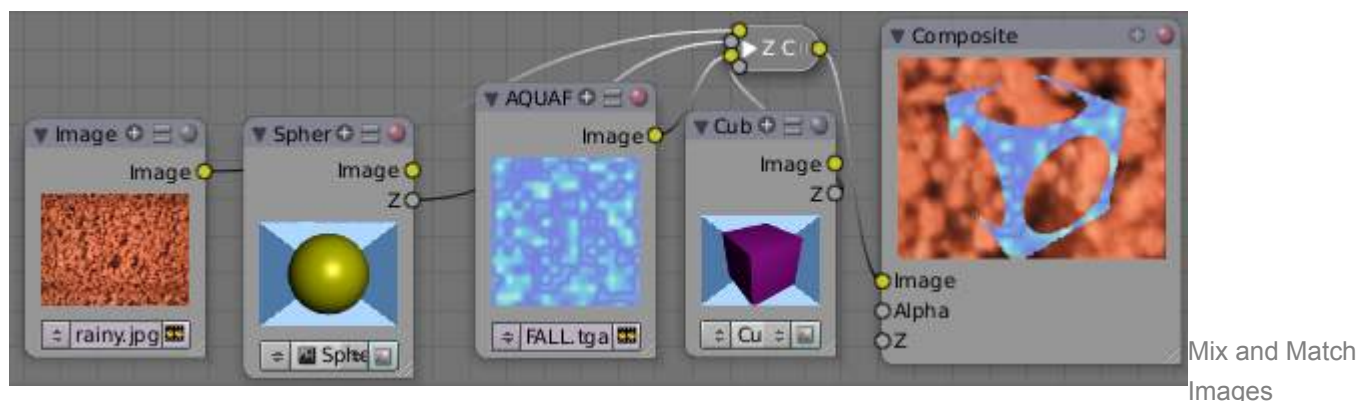 Z C
Composite
AQUAF
Image
Spher
Image
Cub
Image
Image
Image
Z
Image
Z
rainy.jpg
Sphe
FALL.tga
Cu
Image
Alpha
Z
Mix and Match
Images